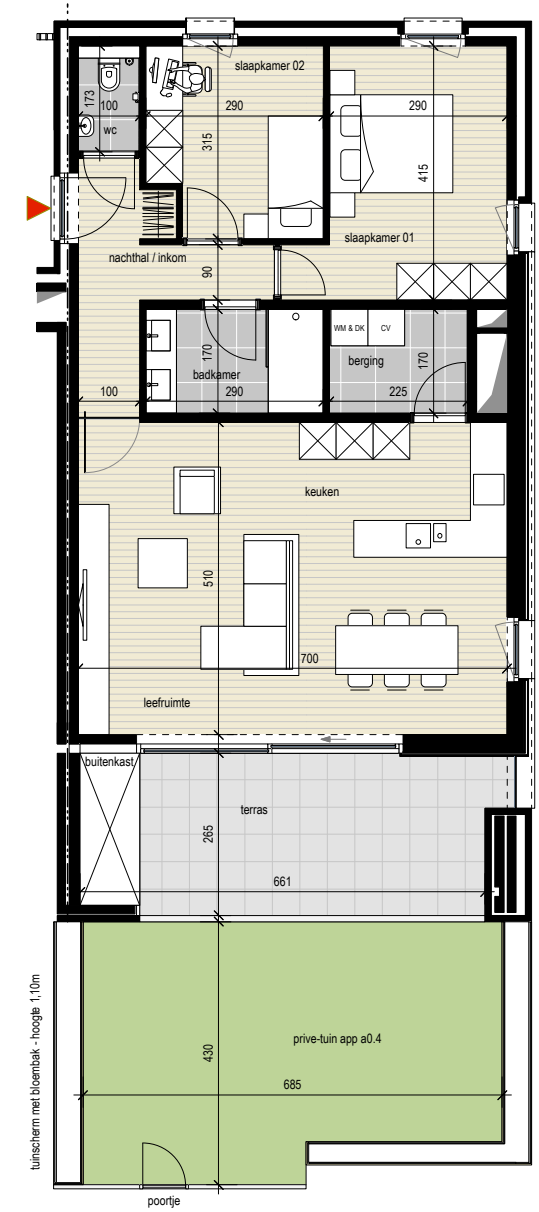 slaapkamer 02
173
100
wc
290
315
290
415
slaapkamer 01
nachthal / inkom
90
WM & DK
CV
170
berging
170
badkamer
100
290
225
keuken
510
700
leefruimte
buitenkast
terras
265
661
tuinscherm met bloembak - hoogte 1,10m
prive-tuin app a0.4
430
685
poortje